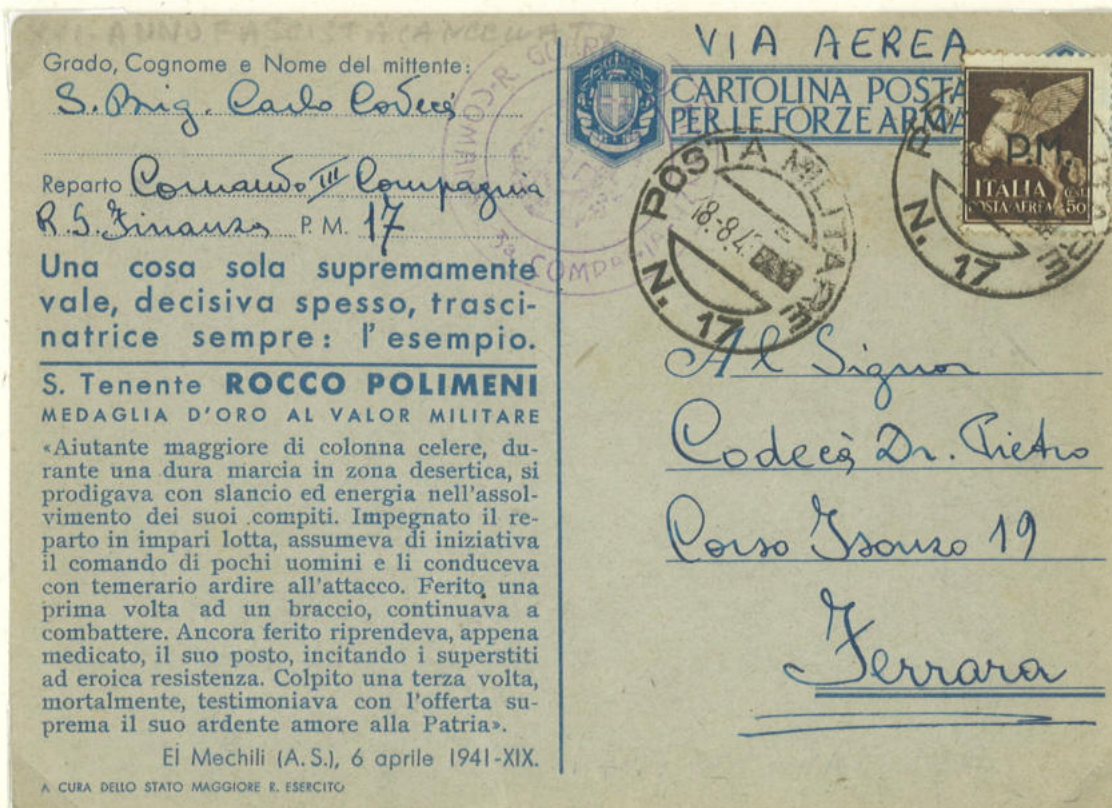 XVI. ANNO FASCISTA CANCELLATO
Grado, Cognome e Nome del mittente:
S. Brig. Carlo Codecà
Reparto Comando III Compagnia
R. G. Finanza P. M. 17
Una cosa sola supremamente
vale, decisiva spesso, trasci-
natrice sempre: l'esempio.
S. Tenente ROCCO POLIMENI
MEDAGLIA D'ORO AL VALOR MILITARE
«Aiutante maggiore di colonna celere, du-
rante una dura marcia in zona desertica, si
prodigava con slancio ed energia nell'assol-
vimento dei suoi compiti. Impegnato il re-
parto in impari lotta, assumeva di iniziativa
il comando di pochi uomini e li conduceva
con temerario ardire all'attacco. Ferito una
prima volta ad un braccio, continuava a
combattere. Ancora ferito riprendeva, appena
medicato, il suo posto, incitando i superstiti
ad eroica resistenza. Colpito una terza volta,
mortalmente, testimoniava con l'offerta su-
prema il suo ardente amore alla Patria».
El Mechili (A. S.), 6 aprile 1941-XIX.
A CURA DELLO STATO MAGGIORE R. ESERCITO
VIA AEREA
CARTOLINA POSTA
PER LE FORZE ARMA
P.M.
ITALIA
POSTA AEREA 50
POSTA MILITARE
18-8-4
N. 17
N. 17
Al Signor
Codecà Dr. Pietro
Corso Isonzo 19
Ferrara